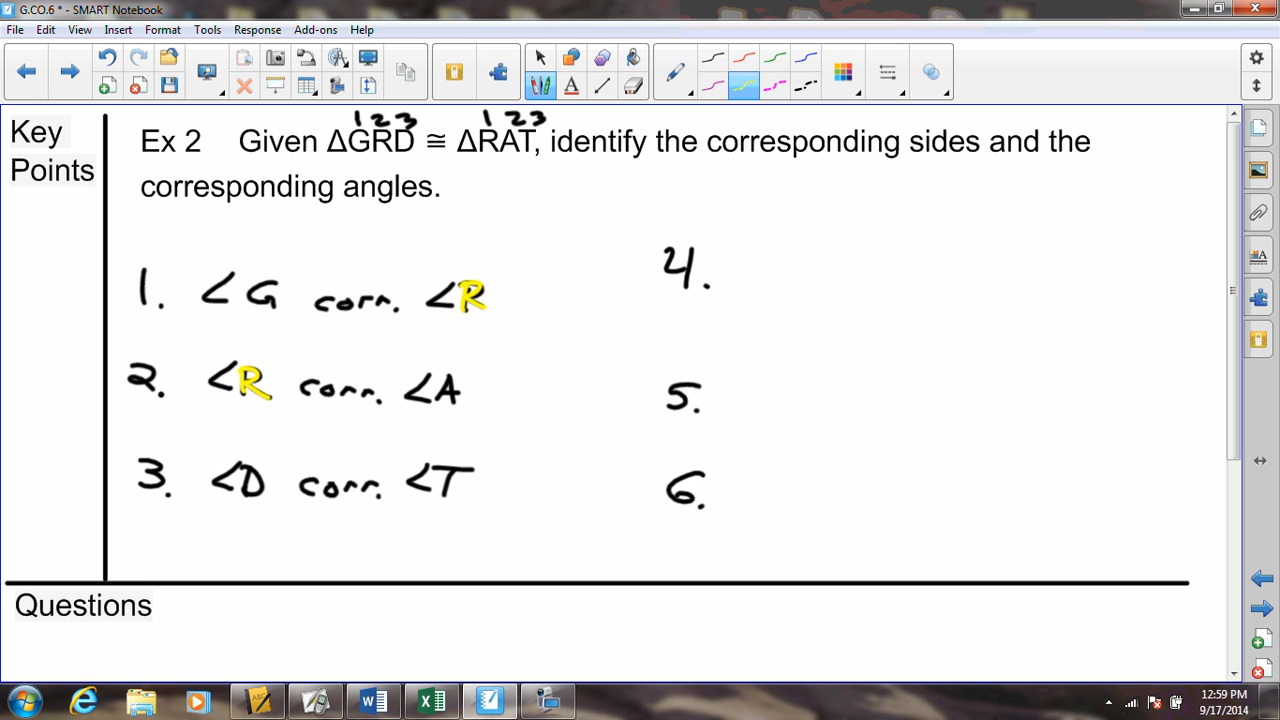 G.CO.6 * - SMART Notebook
File Edit View Insert Format Tools Response Add-ons Help
Key
Points
1 2 3 1 2 3
Ex 2 Given ΔGRD ≅ ΔRAT, identify the corresponding sides and the
corresponding angles.
1. ∠G corr. ∠R
2. ∠R corr. ∠A
3. ∠D corr. ∠T
4.
5.
6.
Questions
12:59 PM
9/17/2014